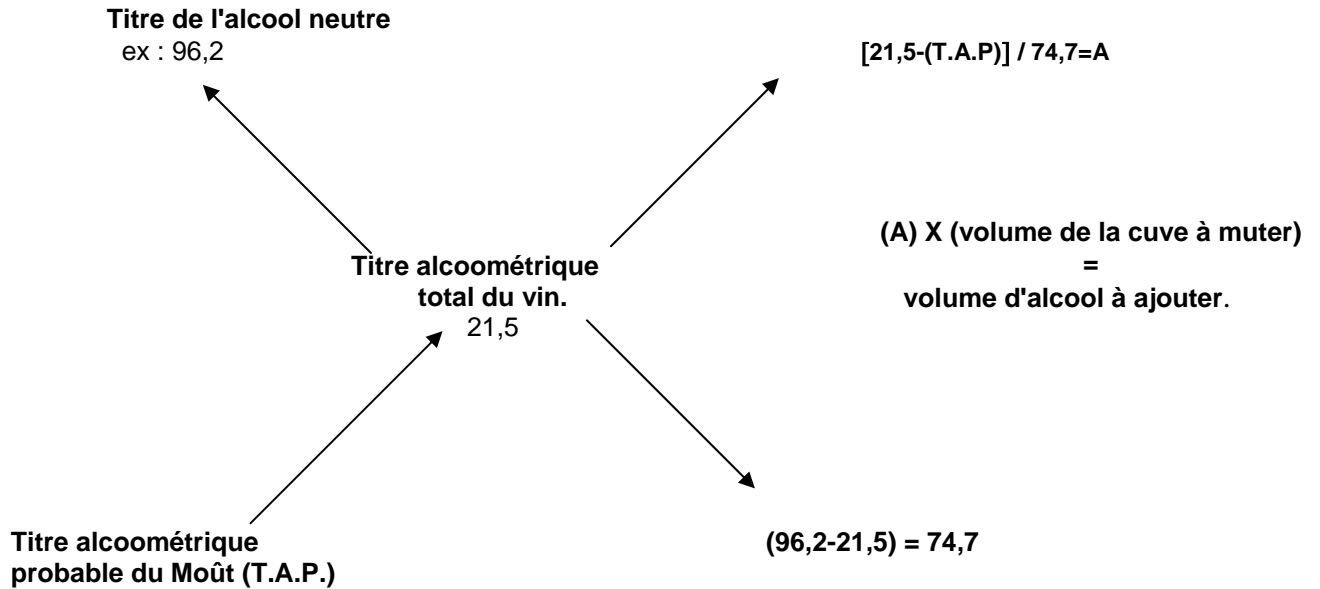 Titre de l'alcool neutre
ex : 96,2
[21,5-(T.A.P)] / 74,7=A
(A) X (volume de la cuve à muter)
=
volume d'alcool à ajouter.
Titre alcoométrique
total du vin.
21,5
Titre alcoométrique
probable du Moût (T.A.P.)
(96,2-21,5) = 74,7